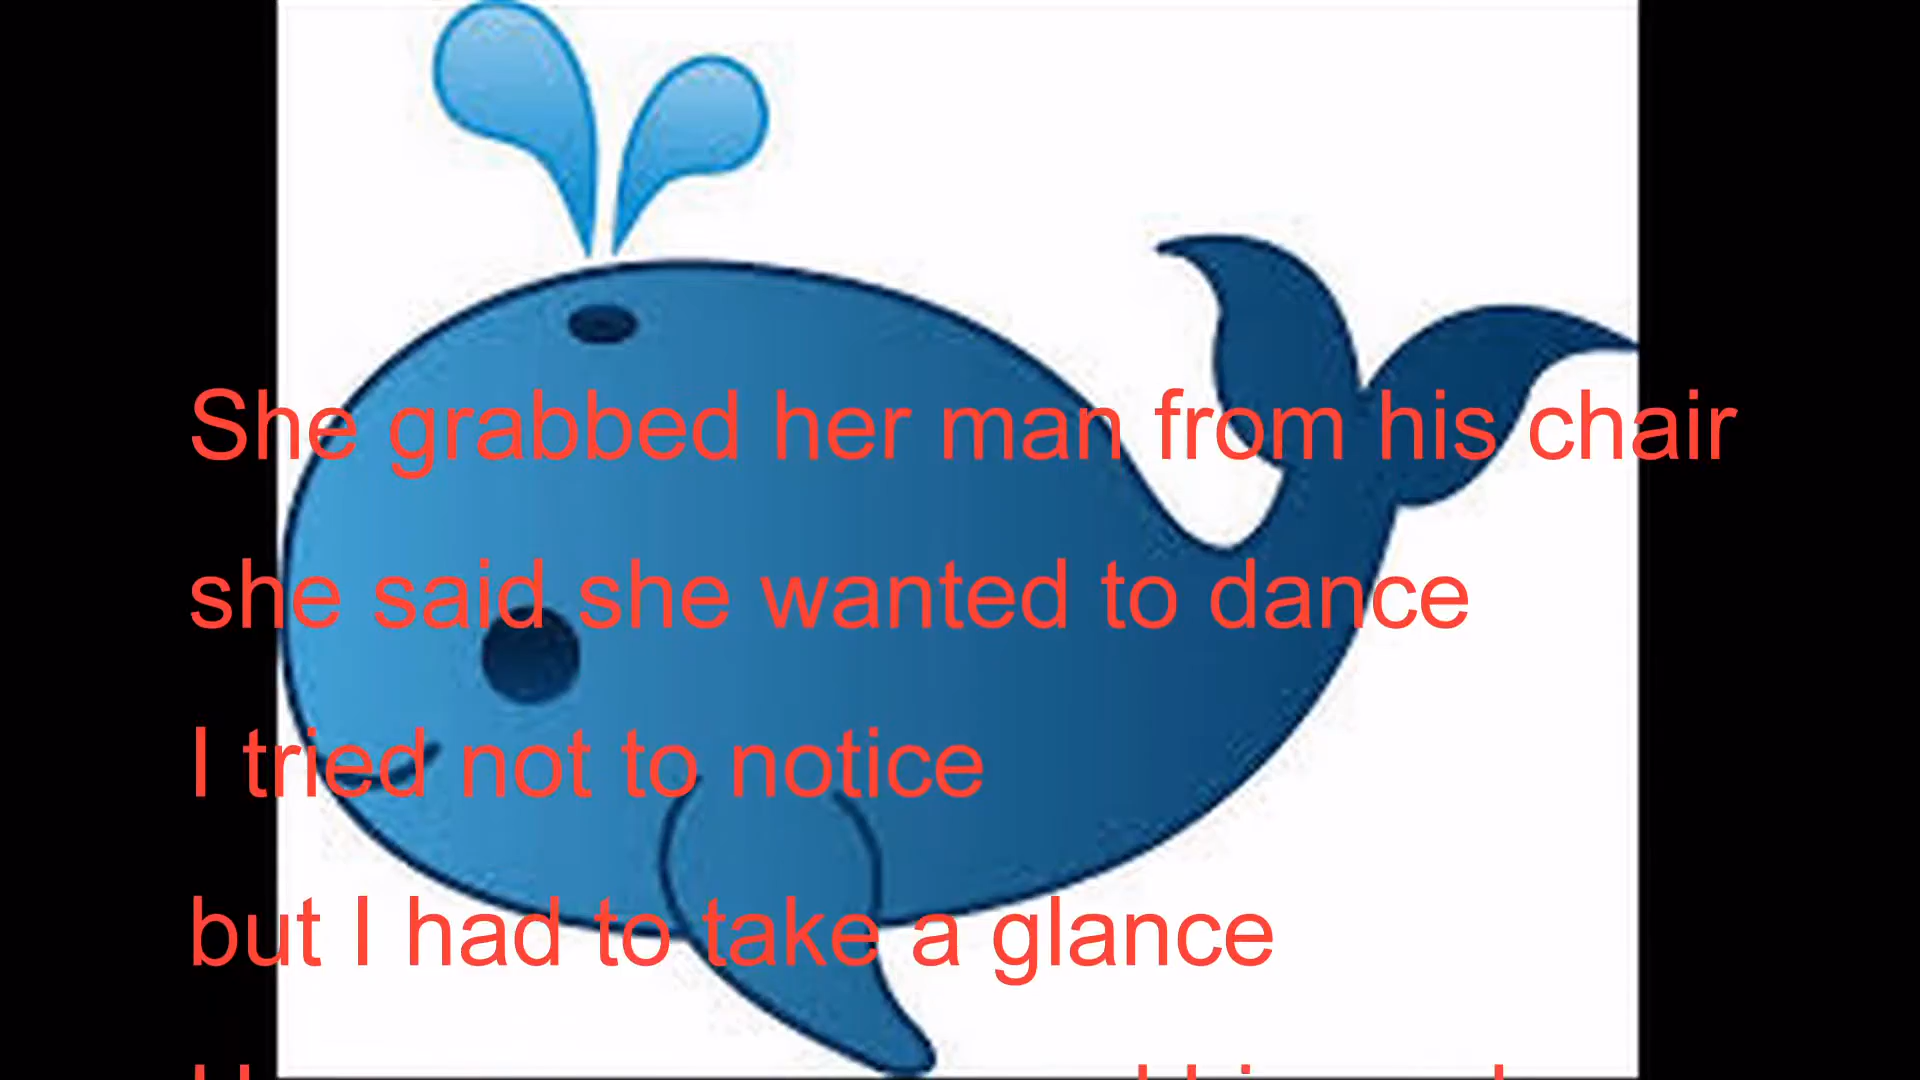 She grabbed her man from his chair
she said she wanted to dance
I tried not to notice
but I had to take a glance